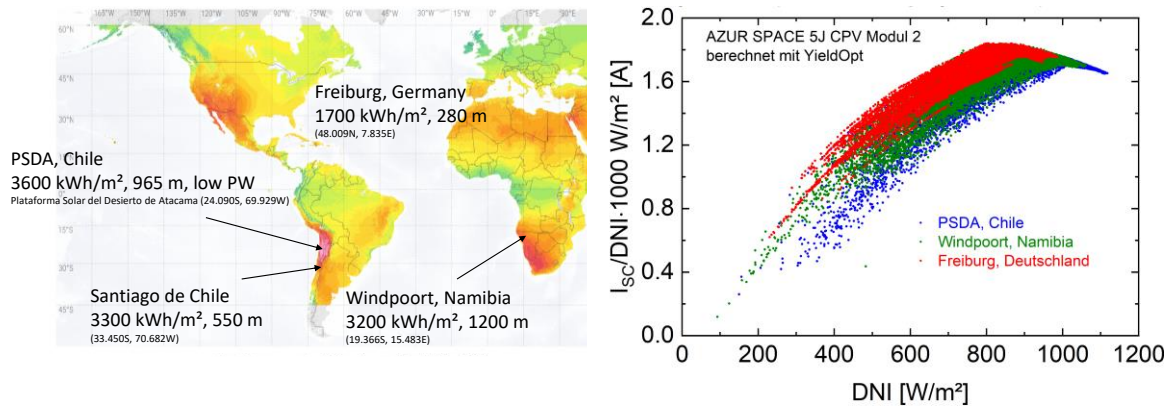 180°W 160°W 140°W 120°W 100°W 75°W 60°W 45°W 30°W 15°W 0° 15°E 30°E
60°N
45°N
30°N
15°N
0°
15°S
30°S
45°S
Freiburg, Germany
1700 kWh/m², 280 m
(48.009N, 7.835E)
PSDA, Chile
3600 kWh/m², 965 m, low PW
Plataforma Solar del Desierto de Atacama (24.090S, 69.929W)
Santiago de Chile
3300 kWh/m², 550 m
(33.450S, 70.682W)
Windpoort, Namibia
3200 kWh/m², 1200 m
(19.366S, 15.483E)
AZUR SPACE 5J CPV Modul 2
berechnet mit YieldOpt
I_SC/DNI·1000 W/m² [A]
2.0
1.6
1.2
0.8
0.4
0.0
PSDA, Chile
Windpoort, Namibia
Freiburg, Deutschland
0 200 400 600 800 1000 1200
DNI [W/m²]